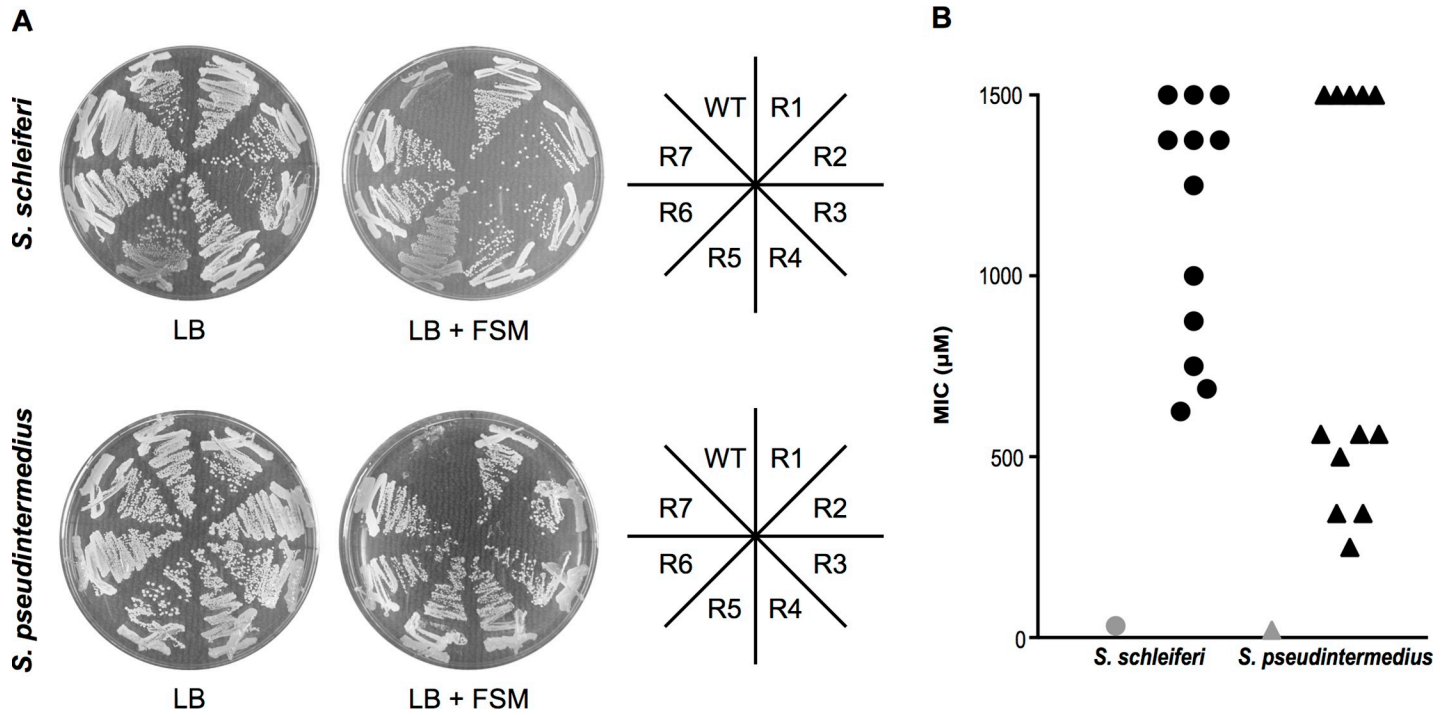 A
S. schleiferi
WT R1
R7 R2
R6 R3
R5 R4
LB
LB + FSM
S. pseudintermedius
WT R1
R7 R2
R6 R3
R5 R4
LB
LB + FSM
B
MIC (µM)
1500
1000
500
0
S. schleiferi
S. pseudintermedius